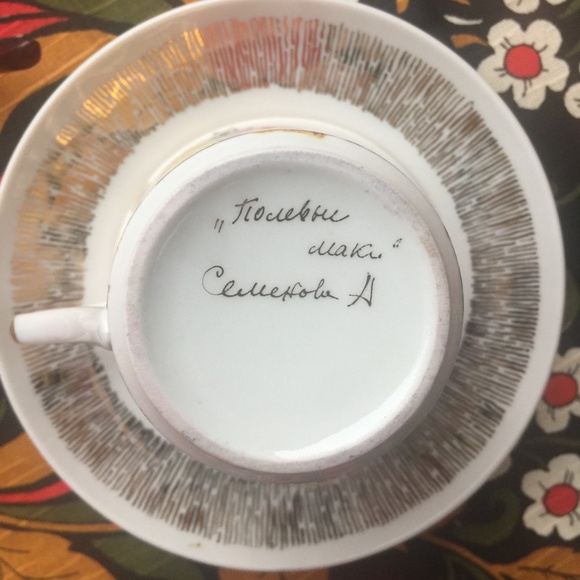 „Полевые
маки“
Семенова А